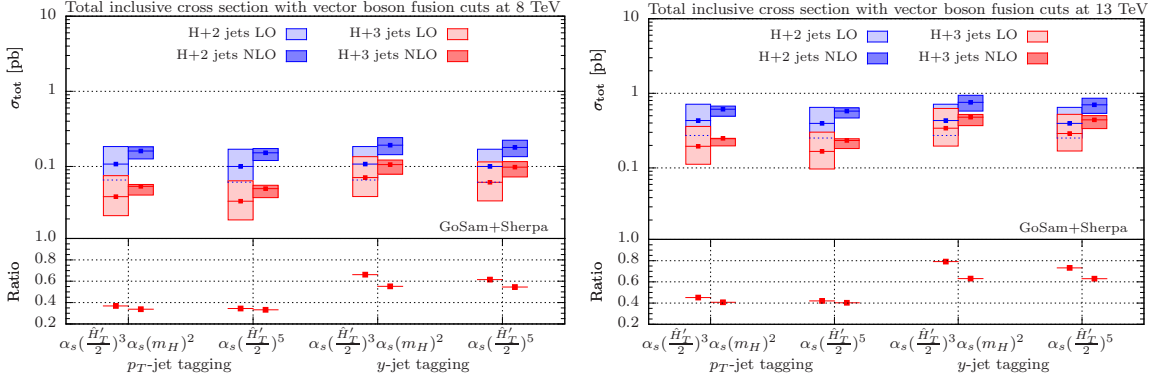 Total inclusive cross section with vector boson fusion cuts at 8 TeV
H+2 jets LO
H+3 jets LO
H+2 jets NLO
H+3 jets NLO
σtot [pb]
10
1
0.1
GoSam+Sherpa
1.0
0.8
0.6
0.4
0.2
Ratio
αs(Ĥ′T/2)³αs(mH)²
αs(Ĥ′T/2)⁵
αs(Ĥ′T/2)³αs(mH)²
αs(Ĥ′T/2)⁵
pT-jet tagging
y-jet tagging
Total inclusive cross section with vector boson fusion cuts at 13 TeV
H+2 jets LO
H+3 jets LO
H+2 jets NLO
H+3 jets NLO
σtot [pb]
10
1
0.1
GoSam+Sherpa
1.0
0.8
0.6
0.4
0.2
Ratio
αs(Ĥ′T/2)³αs(mH)²
αs(Ĥ′T/2)⁵
αs(Ĥ′T/2)³αs(mH)²
αs(Ĥ′T/2)⁵
pT-jet tagging
y-jet tagging